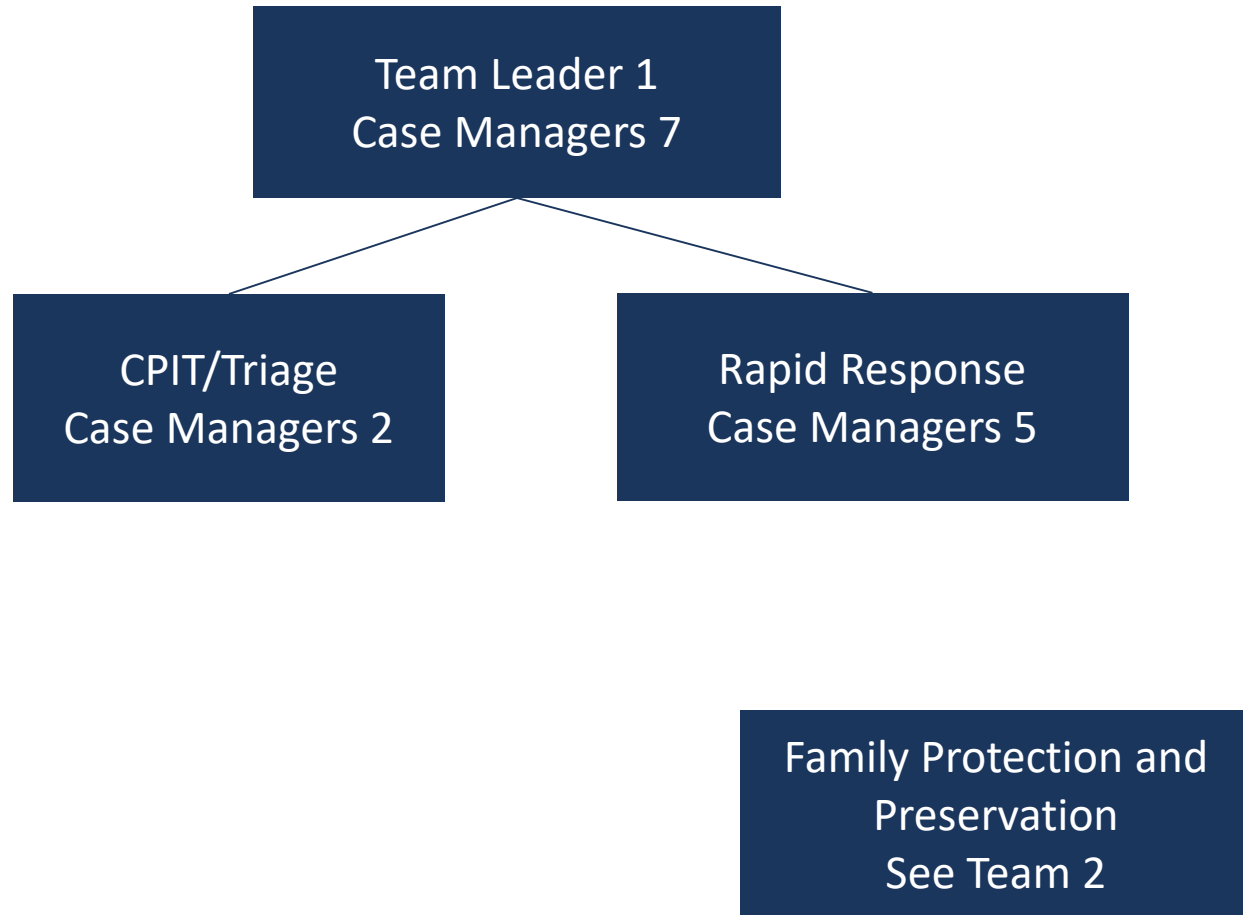 Team Leader 1
Case Managers 7
CPIT/Triage
Case Managers 2
Rapid Response
Case Managers 5
Family Protection and
Preservation
See Team 2